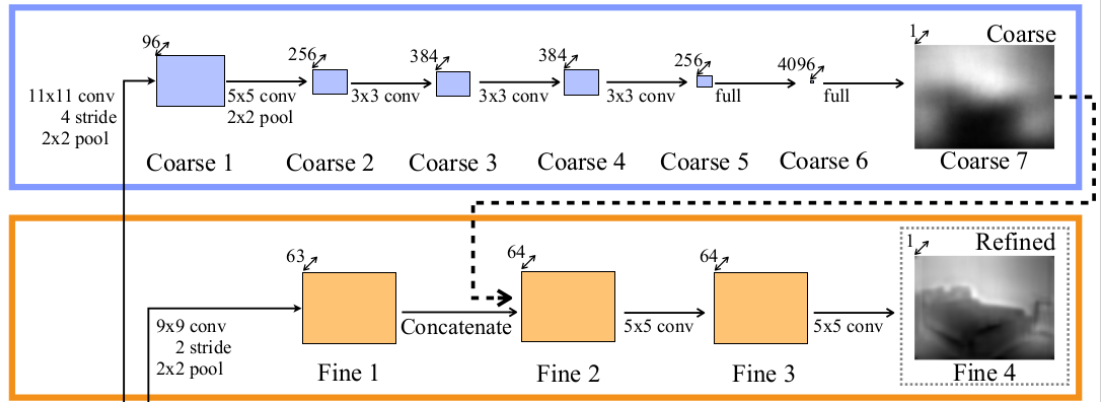 96
256
384
384
256
4096
1
Coarse
11x11 conv
4 stride
2x2 pool
5x5 conv
2x2 pool
3x3 conv
3x3 conv
3x3 conv
full
full
Coarse 1
Coarse 2
Coarse 3
Coarse 4
Coarse 5
Coarse 6
Coarse 7
63
64
64
1
Refined
9x9 conv
2 stride
2x2 pool
Concatenate
5x5 conv
5x5 conv
Fine 1
Fine 2
Fine 3
Fine 4